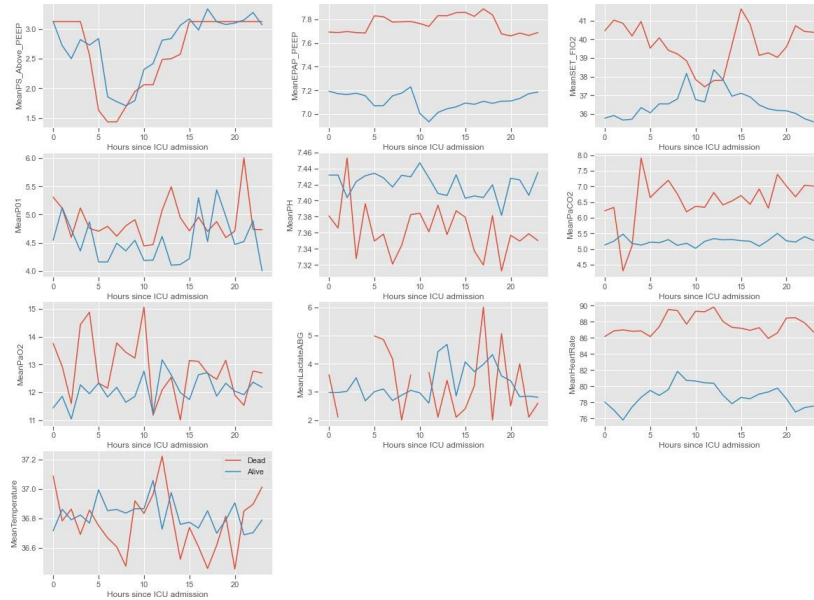 MeanPS_Above_PEEP
3.0
2.5
2.0
1.5
0 5 10 15 20
Hours since ICU admission
MeanEPAP_PEEP
7.8
7.6
7.4
7.2
7.0
0 5 10 15 20
Hours since ICU admission
MeanSET_FIO2
41
40
39
38
37
36
0 5 10 15 20
Hours since ICU admission
MeanP01
6.0
5.5
5.0
4.5
4.0
0 5 10 15 20
Hours since ICU admission
MeanPH
7.46
7.44
7.42
7.40
7.38
7.36
7.34
7.32
0 5 10 15 20
Hours since ICU admission
MeanPaCO2
8.0
7.5
7.0
6.5
6.0
5.5
5.0
4.5
0 5 10 15 20
Hours since ICU admission
MeanPaO2
15
14
13
12
11
0 5 10 15 20
Hours since ICU admission
MeanLactateABG
6
5
4
3
2
0 5 10 15 20
Hours since ICU admission
MeanHeartRate
90
88
86
84
82
80
78
76
0 5 10 15 20
Hours since ICU admission
MeanTemperature
37.2
37.0
36.8
36.6
Dead
Alive
0 5 10 15 20
Hours since ICU admission